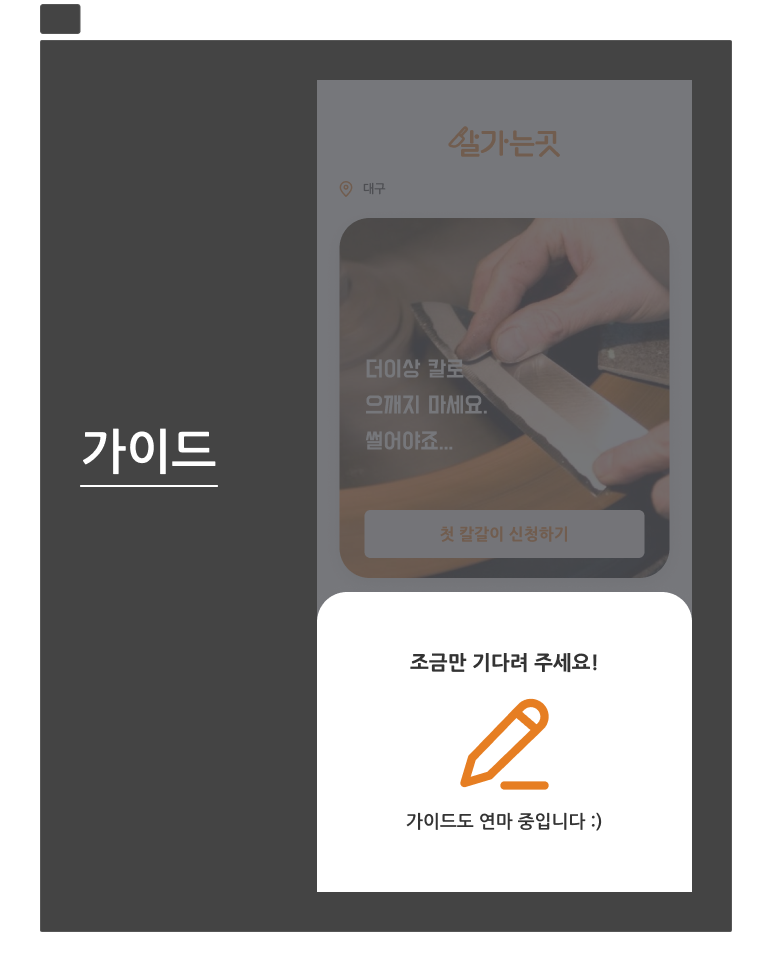 칼가는곳
대구
더이상 칼로
으깨지 마세요.
썰어야죠...
첫 칼갈이 신청하기
가이드
조금만 기다려 주세요!
가이드도 연마 중입니다 :)